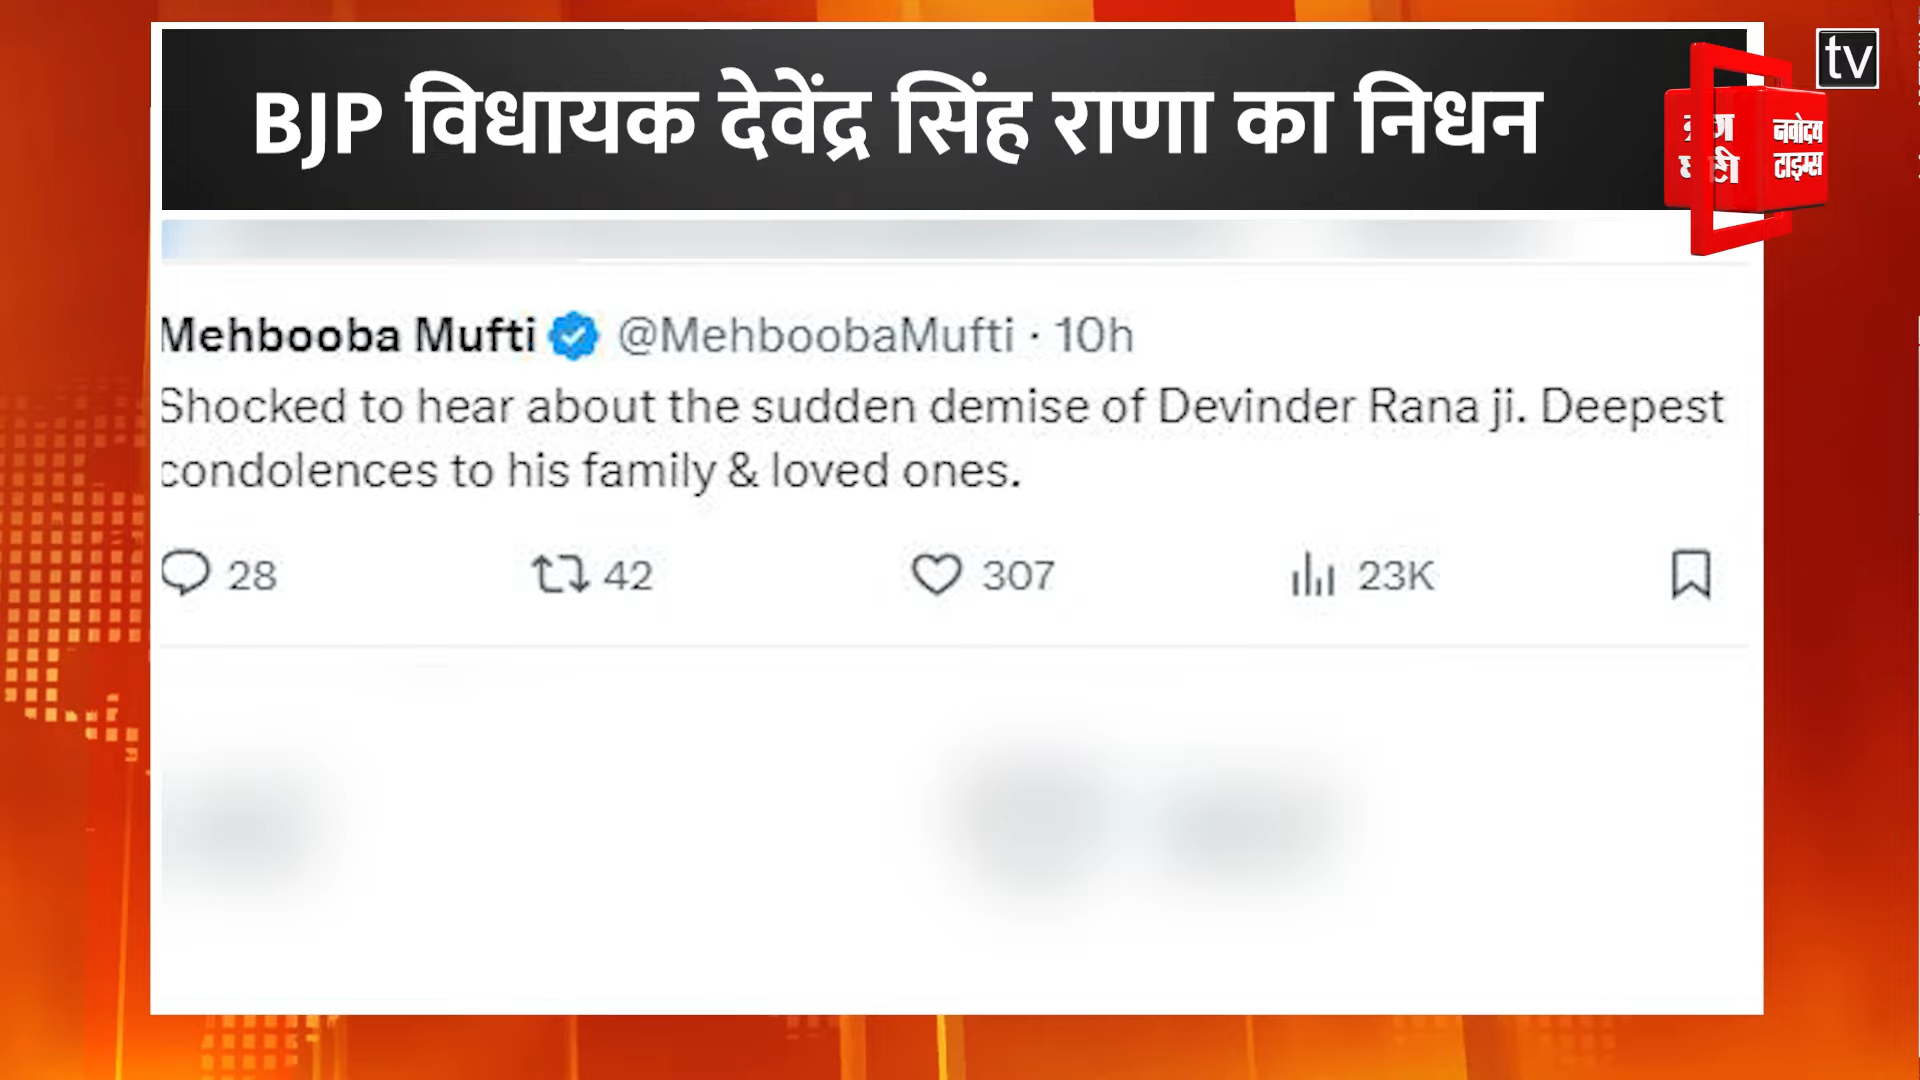 BJP विधायक देवेंद्र सिंह राणा का निधन
tv
नवोदय
टाइम्स
Mehbooba Mufti @MehboobaMufti · 10h
Shocked to hear about the sudden demise of Devinder Rana ji. Deepest
condolences to his family & loved ones.
28 42 307 23K